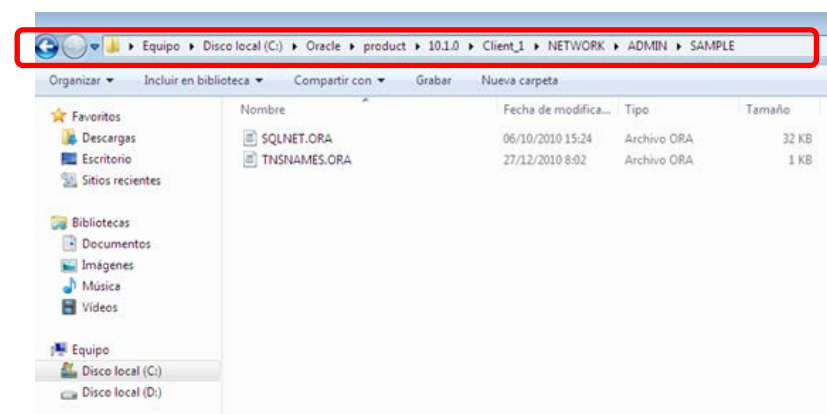 Equipo ▸ Disco local (C:) ▸ Oracle ▸ product ▸ 10.1.0 ▸ Client_1 ▸ NETWORK ▸ ADMIN ▸ SAMPLE
Organizar Incluir en biblioteca Compartir con Grabar Nueva carpeta
Nombre Fecha de modifica... Tipo Tamaño
SQLNET.ORA 06/10/2010 15:24 Archivo ORA 32 KB
TNSNAMES.ORA 27/12/2010 8:02 Archivo ORA 1 KB
Favoritos
Descargas
Escritorio
Sitios recientes
Bibliotecas
Documentos
Imágenes
Música
Vídeos
Equipo
Disco local (C:)
Disco local (D:)